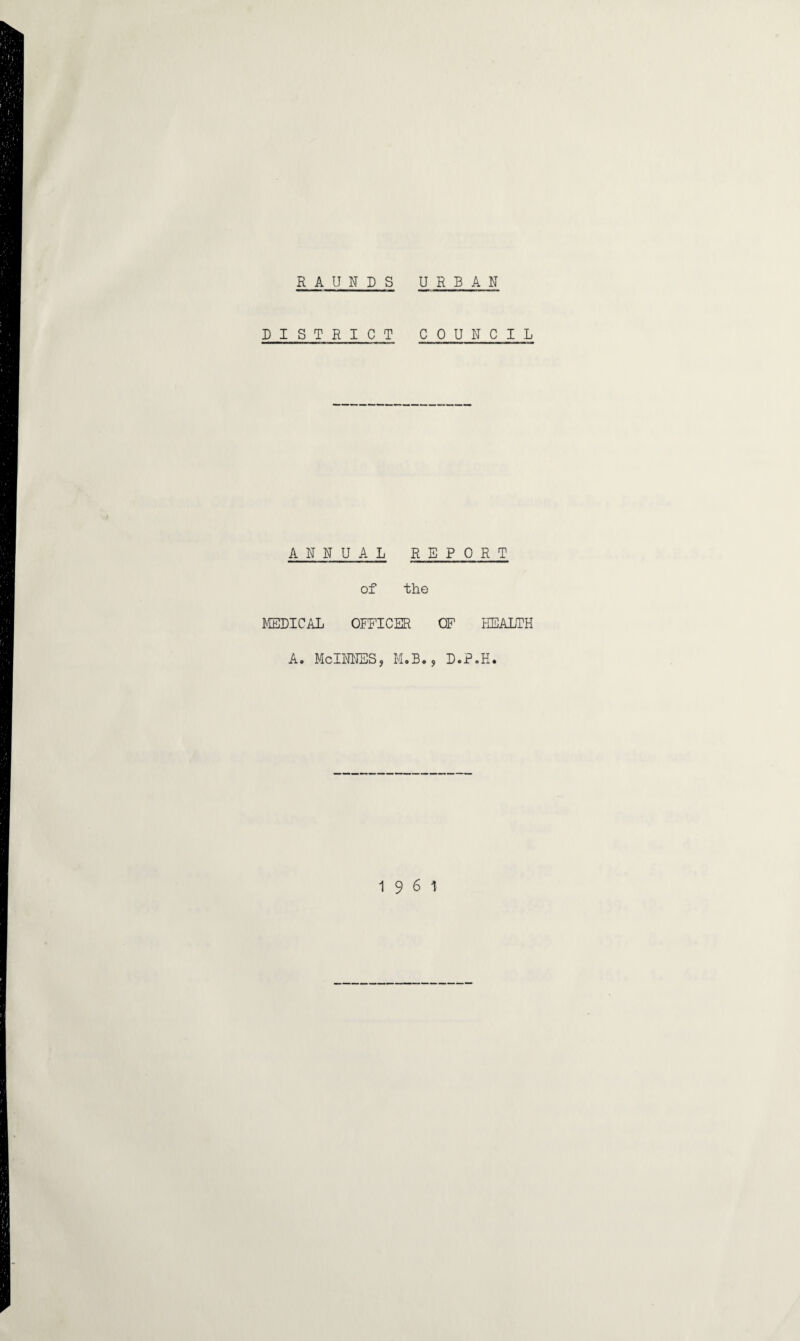 RAUNDS URBAN
DISTRICT COUNCIL
ANNUAL REPORT
of the
MEDICAL OFFICER OF HEALTH
A. McINNES, M.B., D.P.H.
1961